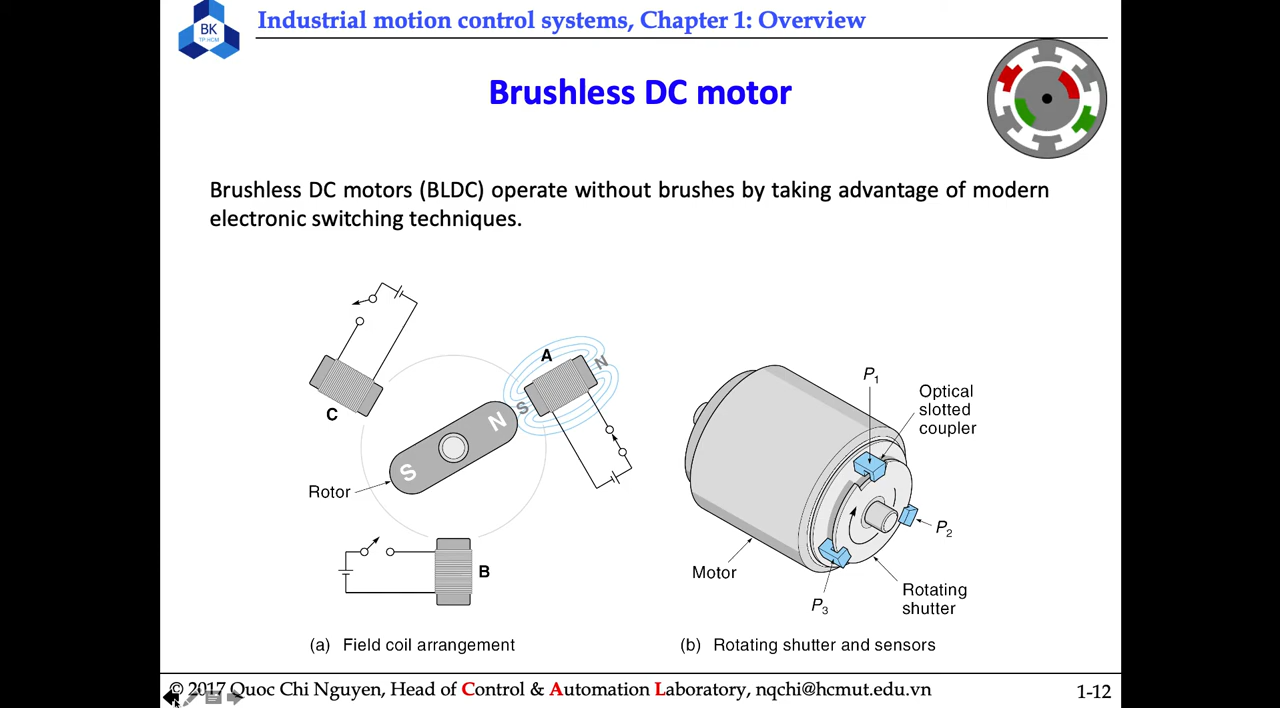 BK
TP.HCM
Industrial motion control systems, Chapter 1: Overview
Brushless DC motor
Brushless DC motors (BLDC) operate without brushes by taking advantage of modern
electronic switching techniques.
C
A
N
S
N
S
Rotor
B
P1
Optical
slotted
coupler
P2
Motor
P3
Rotating
shutter
(a) Field coil arrangement
(b) Rotating shutter and sensors
© 2017 Quoc Chi Nguyen, Head of Control & Automation Laboratory, nqchi@hcmut.edu.vn
1-12